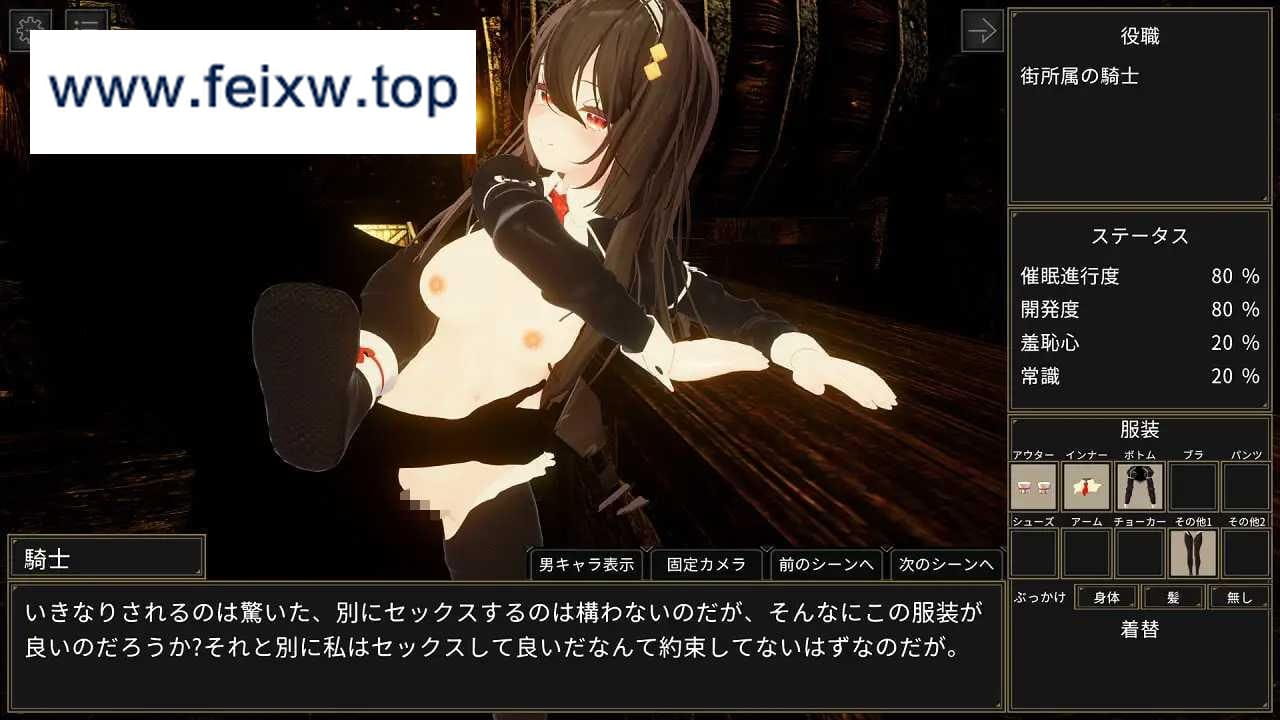 www.feixw.top
役職
街所属の騎士
ステータス
催眠進行度 80 %
開発度 80 %
羞恥心 20 %
常識 20 %
服装
アウター インナー ボトム ブラ パンツ
シューズ アーム チョーカー その他1 その他2
ぶっかけ 身体 髪 無し
着替
男キャラ表示 固定カメラ 前のシーンへ 次のシーンへ
騎士
いきなりされるのは驚いた、別にセックスするのは構わないのだが、そんなにこの服装が
良いのだろうか?それと別に私はセックスして良いだなんて約束してないはずなのだが。